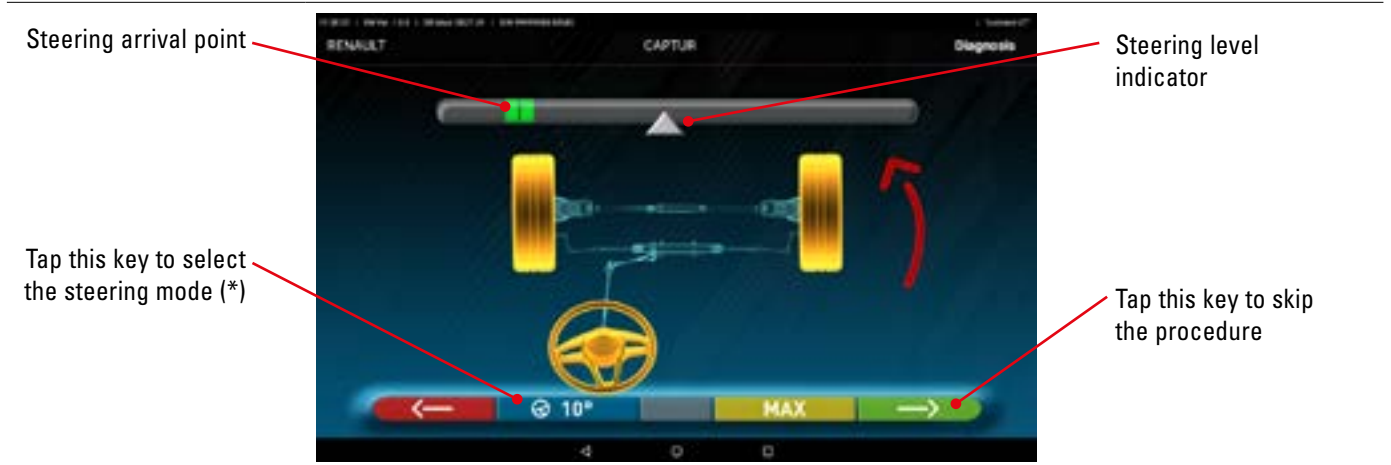 RENAULT CAPTUR Diagnosis
Steering arrival point
Steering level
indicator
Tap this key to select
the steering mode (*)
Tap this key to skip
the procedure
10° MAX